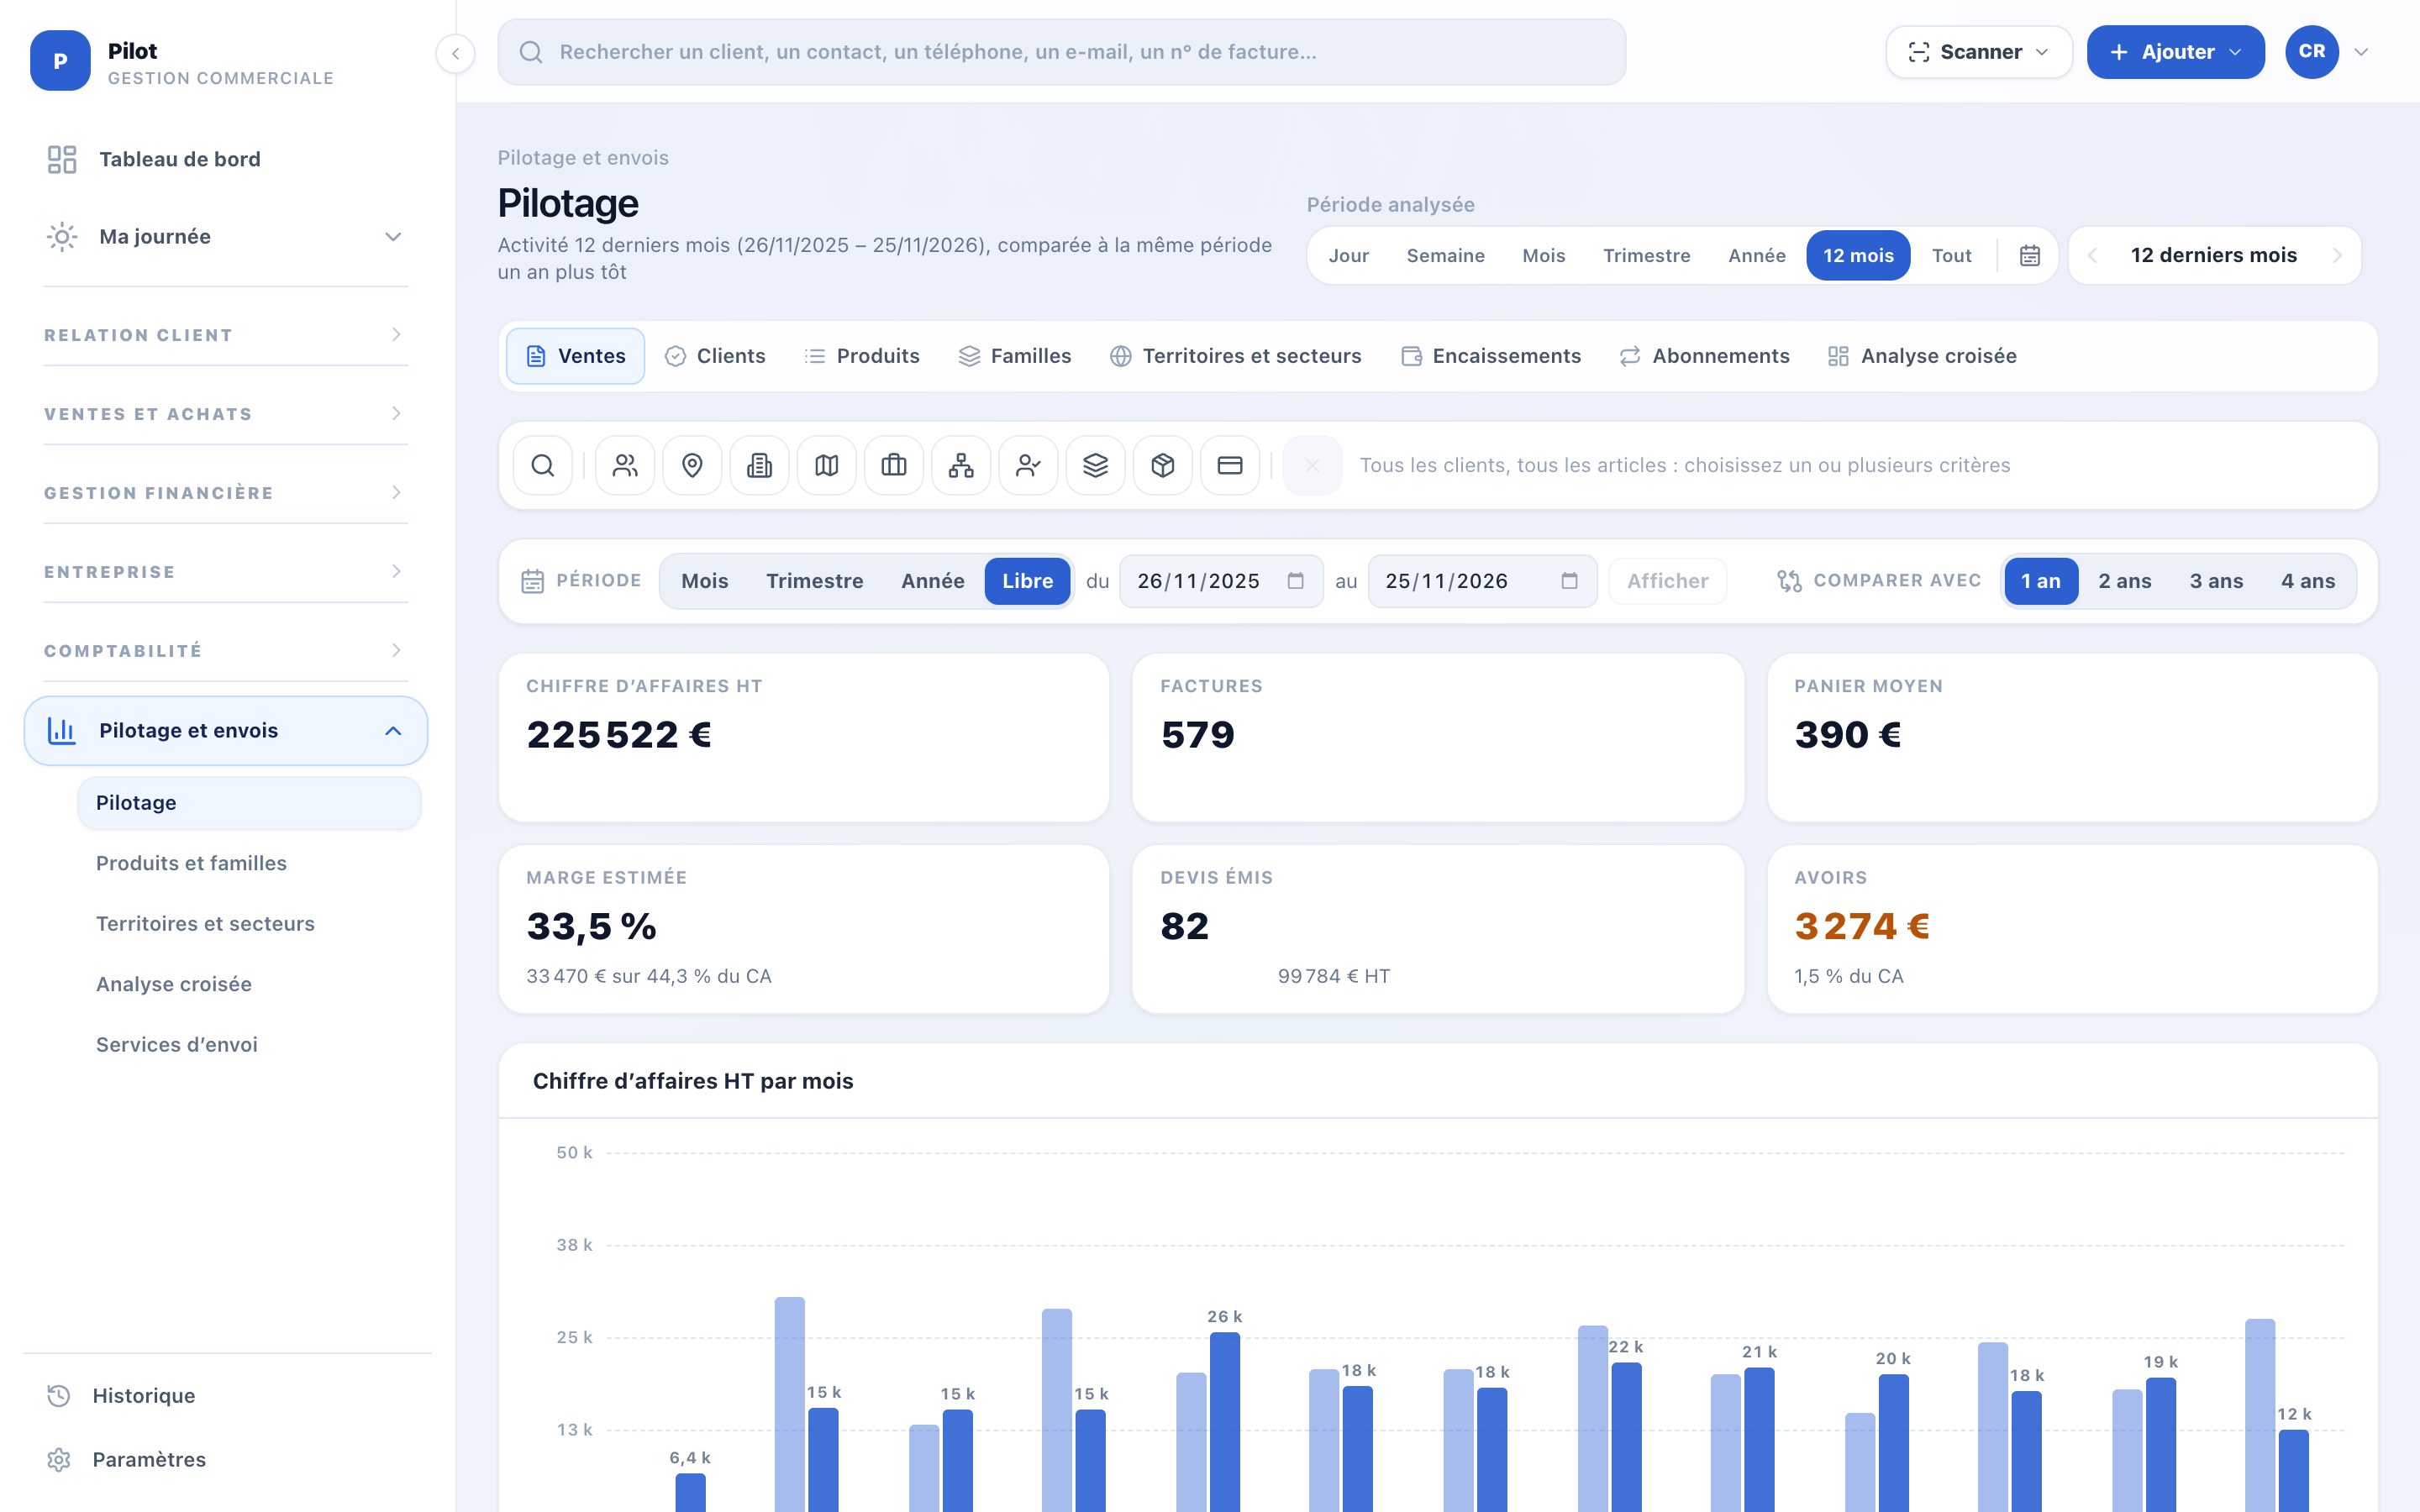 P
Pilot
GESTION COMMERCIALE
Rechercher un client, un contact, un téléphone, un e-mail, un n° de facture...
Scanner
Ajouter
CR
Tableau de bord
Ma journée
RELATION CLIENT
VENTES ET ACHATS
GESTION FINANCIÈRE
ENTREPRISE
COMPTABILITÉ
Pilotage et envois
Pilotage
Produits et familles
Territoires et secteurs
Analyse croisée
Services d’envoi
Historique
Paramètres
Pilotage et envois
Pilotage
Activité 12 derniers mois (26/11/2025 – 25/11/2026), comparée à la même période
un an plus tôt
Période analysée
Jour Semaine Mois Trimestre Année 12 mois Tout
12 derniers mois
Ventes Clients Produits Familles Territoires et secteurs Encaissements Abonnements Analyse croisée
Tous les clients, tous les articles : choisissez un ou plusieurs critères
PÉRIODE Mois Trimestre Année Libre du 26/11/2025 au 25/11/2026 Afficher COMPARER AVEC 1 an 2 ans 3 ans 4 ans
CHIFFRE D’AFFAIRES HT
225 522 €
FACTURES
579
PANIER MOYEN
390 €
MARGE ESTIMÉE
33,5 %
33 470 € sur 44,3 % du CA
DEVIS ÉMIS
82
99 784 € HT
AVOIRS
3 274 €
1,5 % du CA
Chiffre d’affaires HT par mois
50 k
38 k
25 k
13 k
6,4 k
15 k
15 k
15 k
26 k
18 k
18 k
22 k
21 k
20 k
18 k
19 k
12 k